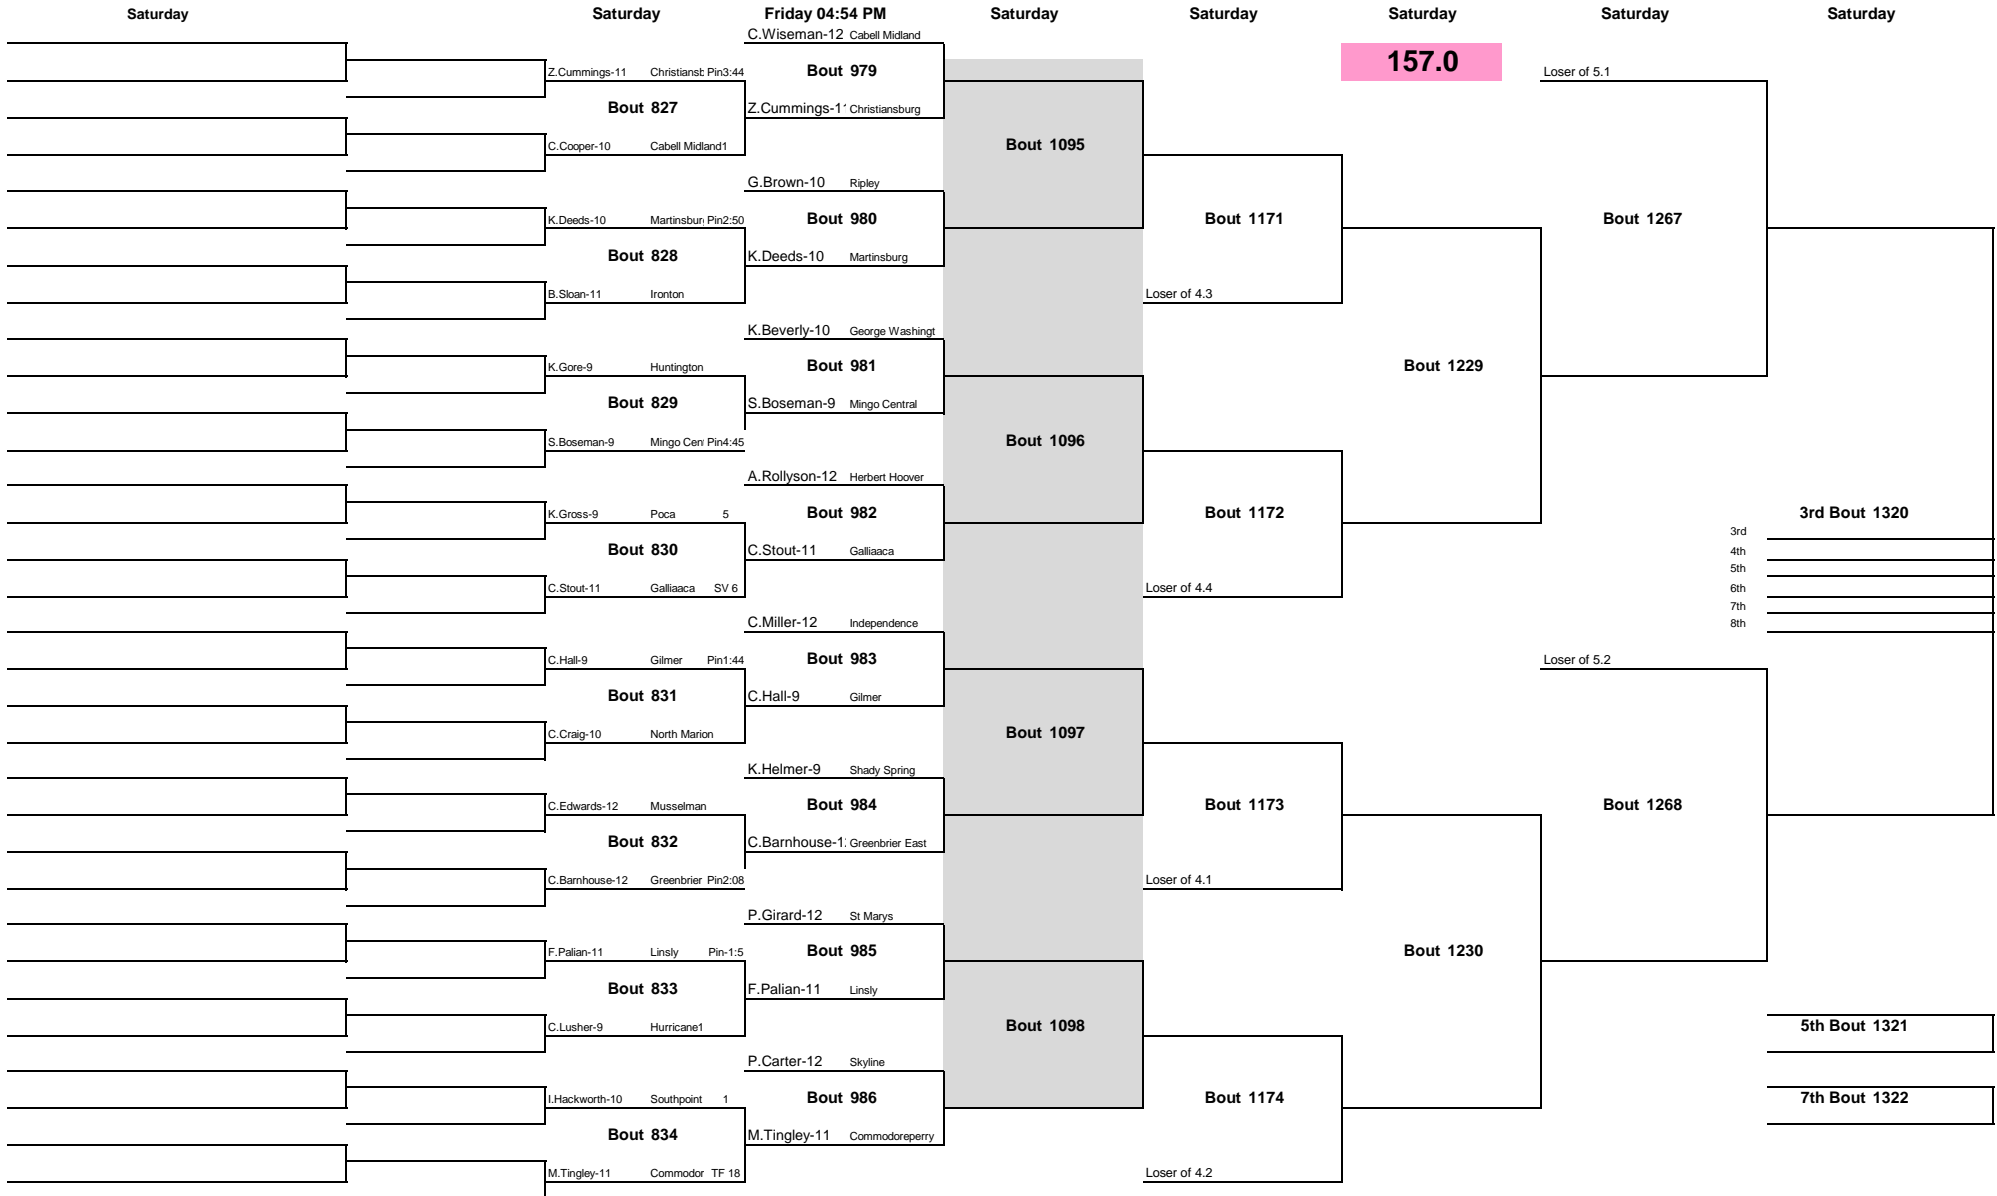 Saturday Saturday Friday 04:54 PM Saturday Saturday Saturday Saturday Saturday
C.Wiseman-12 Cabell Midland
157.0
Z.Cummings-11 Christiansb Pin3:44 Bout 979 Loser of 5.1
Bout 827 Z.Cummings-1 Christiansburg
C.Cooper-10 Cabell Midland1 Bout 1095
G.Brown-10 Ripley
K.Deeds-10 Martinsbur Pin2:50 Bout 980 Bout 1171 Bout 1267
Bout 828 K.Deeds-10 Martinsburg
B.Sloan-11 Ironton Loser of 4.3
K.Beverly-10 George Washingt
K.Gore-9 Huntington Bout 981 Bout 1229
Bout 829 S.Boseman-9 Mingo Central
S.Boseman-9 Mingo Cen Pin4:45 Bout 1096
A.Rollyson-12 Herbert Hoover
K.Gross-9 Poca 5 Bout 982 Bout 1172 3rd Bout 1320
3rd
Bout 830 C.Stout-11 Galliaaca 4th
5th
C.Stout-11 Galliaaca SV 6 Loser of 4.4 6th
7th
C.Miller-12 Independence 8th
C.Hall-9 Gilmer Pin1:44 Bout 983 Loser of 5.2
Bout 831 C.Hall-9 Gilmer
C.Craig-10 North Marion Bout 1097
K.Helmer-9 Shady Spring
C.Edwards-12 Musselman Bout 984 Bout 1173 Bout 1268
Bout 832 C.Barnhouse-1 Greenbrier East
C.Barnhouse-12 Greenbrier Pin2:08 Loser of 4.1
P.Girard-12 St Marys
F.Palian-11 Linsly Pin-1:5 Bout 985 Bout 1230
Bout 833 F.Palian-11 Linsly
C.Lusher-9 Hurricane1 Bout 1098 5th Bout 1321
P.Carter-12 Skyline
I.Hackworth-10 Southpoint 1 Bout 986 Bout 1174 7th Bout 1322
Bout 834 M.Tingley-11 Commodoreperry
M.Tingley-11 Commodor TF 18 Loser of 4.2